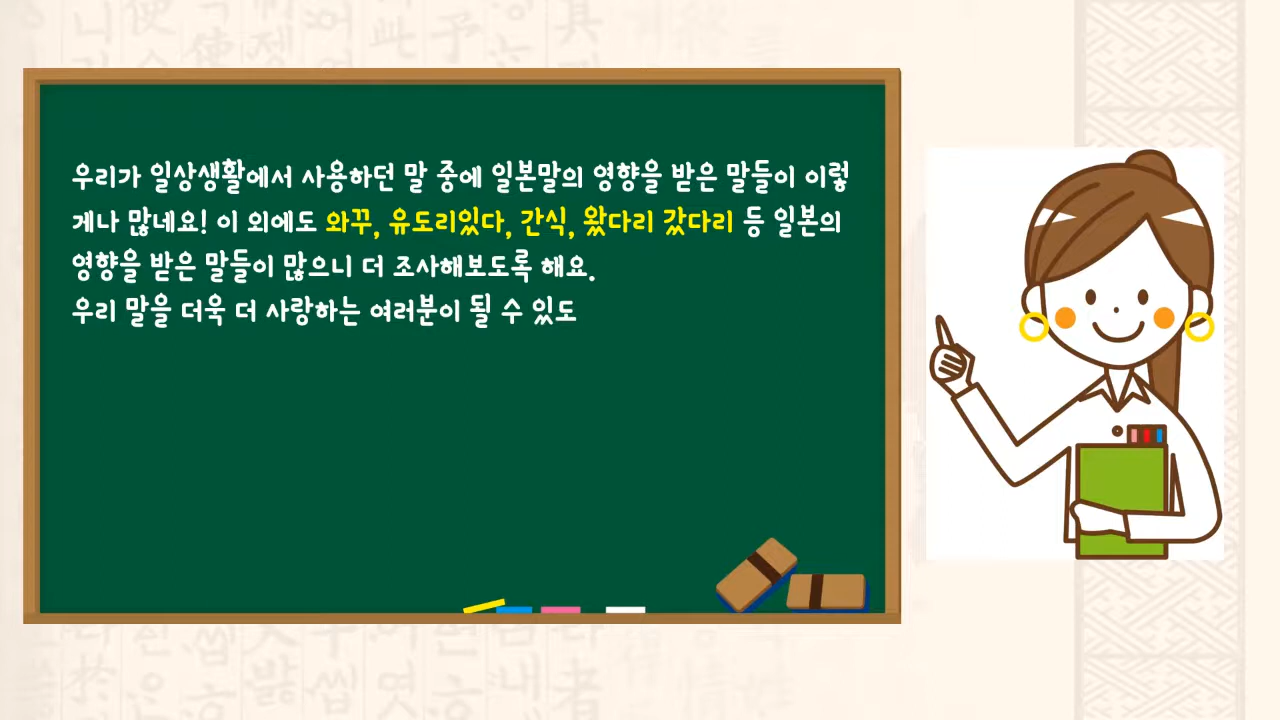 우리가 일상생활에서 사용하던 말 중에 일본말의 영향을 받은 말들이 이렇
게나 많네요! 이 외에도 와꾸, 유도리있다, 간식, 왔다리 갔다리 등 일본의
영향을 받은 말들이 많으니 더 조사해보도록 해요.
우리 말을 더욱 더 사랑하는 여러분이 될 수 있도